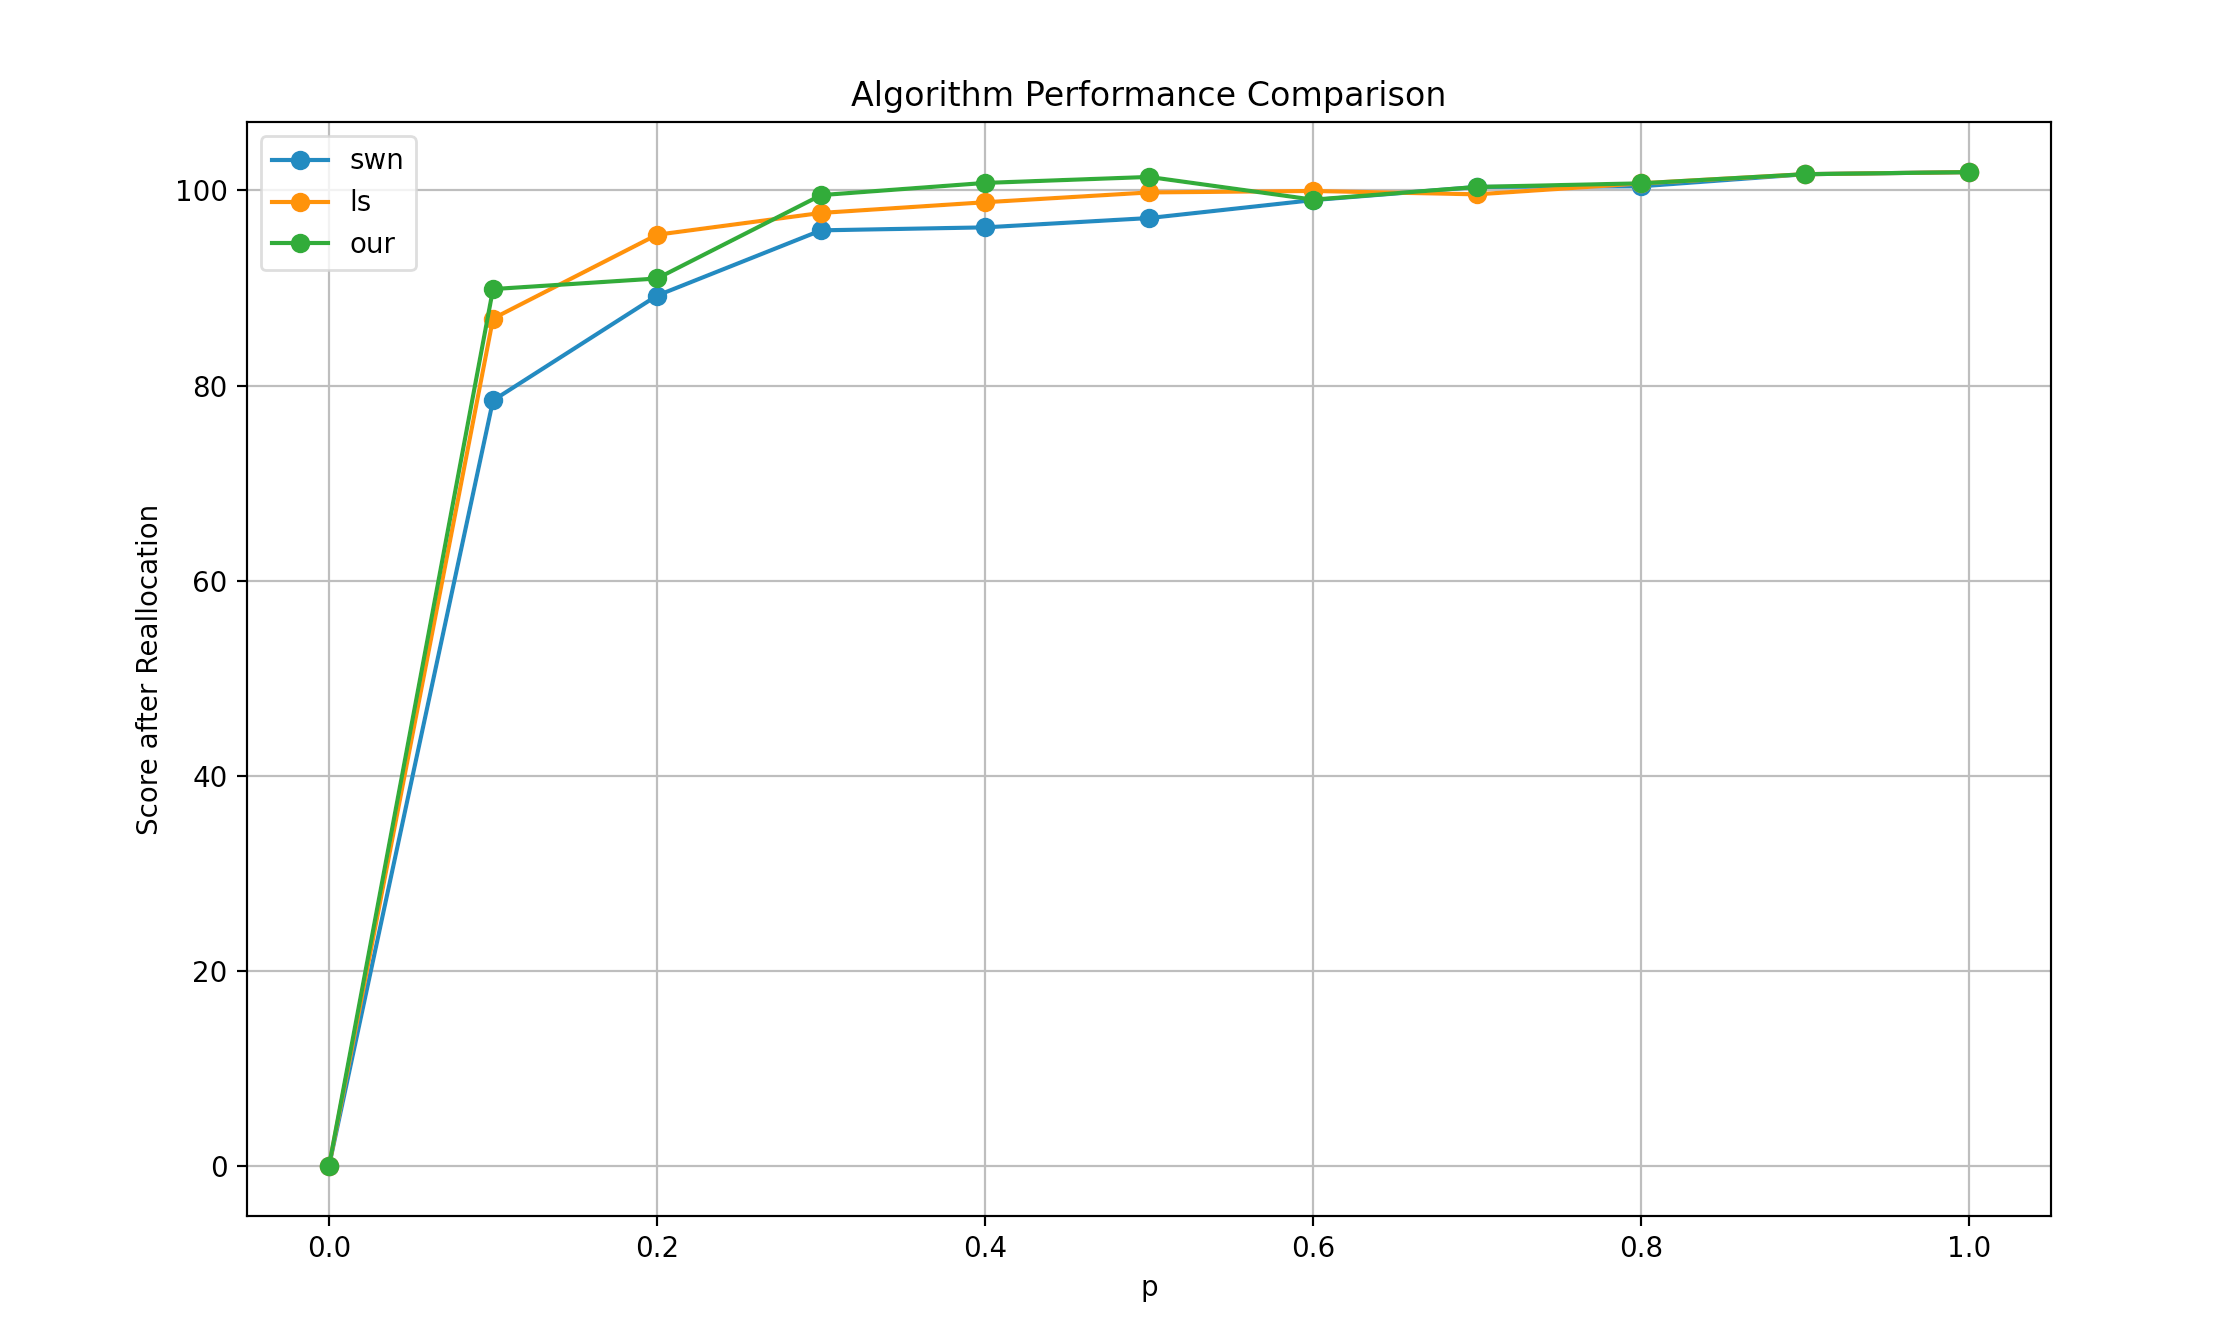 Algorithm Performance Comparison
swn
ls
our
100
80
60
40
20
0
Score after Reallocation
0.0 0.2 0.4 0.6 0.8 1.0
p